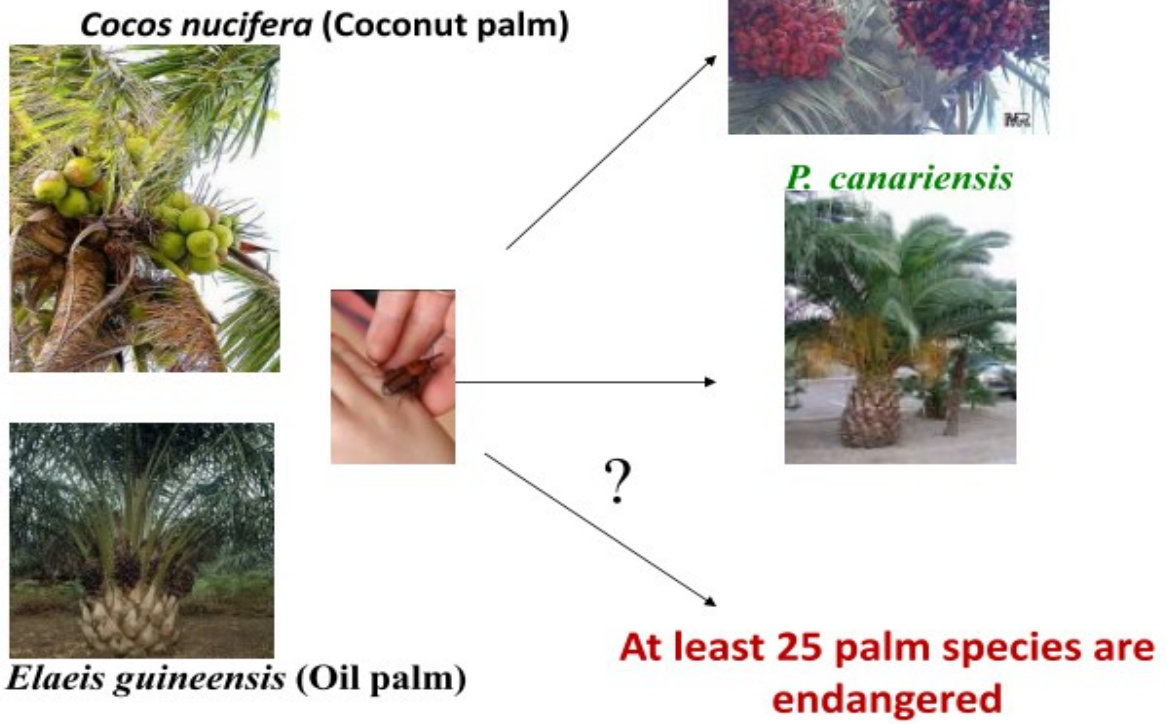 Cocos nucifera (Coconut palm)
P. canariensis
?
Elaeis guineensis (Oil palm)
At least 25 palm species are
endangered